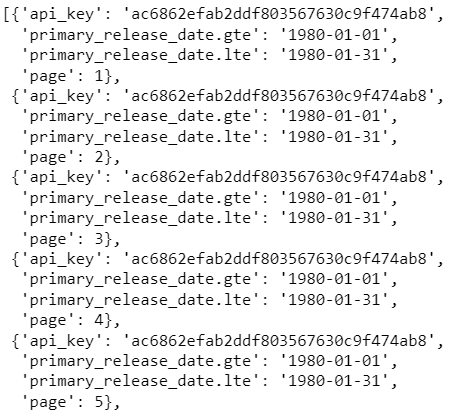 [{'api_key': 'ac6862efab2ddf803567630c9f474ab8',
'primary_release_date.gte': '1980-01-01',
'primary_release_date.lte': '1980-01-31',
'page': 1},
{'api_key': 'ac6862efab2ddf803567630c9f474ab8',
'primary_release_date.gte': '1980-01-01',
'primary_release_date.lte': '1980-01-31',
'page': 2},
{'api_key': 'ac6862efab2ddf803567630c9f474ab8',
'primary_release_date.gte': '1980-01-01',
'primary_release_date.lte': '1980-01-31',
'page': 3},
{'api_key': 'ac6862efab2ddf803567630c9f474ab8',
'primary_release_date.gte': '1980-01-01',
'primary_release_date.lte': '1980-01-31',
'page': 4},
{'api_key': 'ac6862efab2ddf803567630c9f474ab8',
'primary_release_date.gte': '1980-01-01',
'primary_release_date.lte': '1980-01-31',
'page': 5},